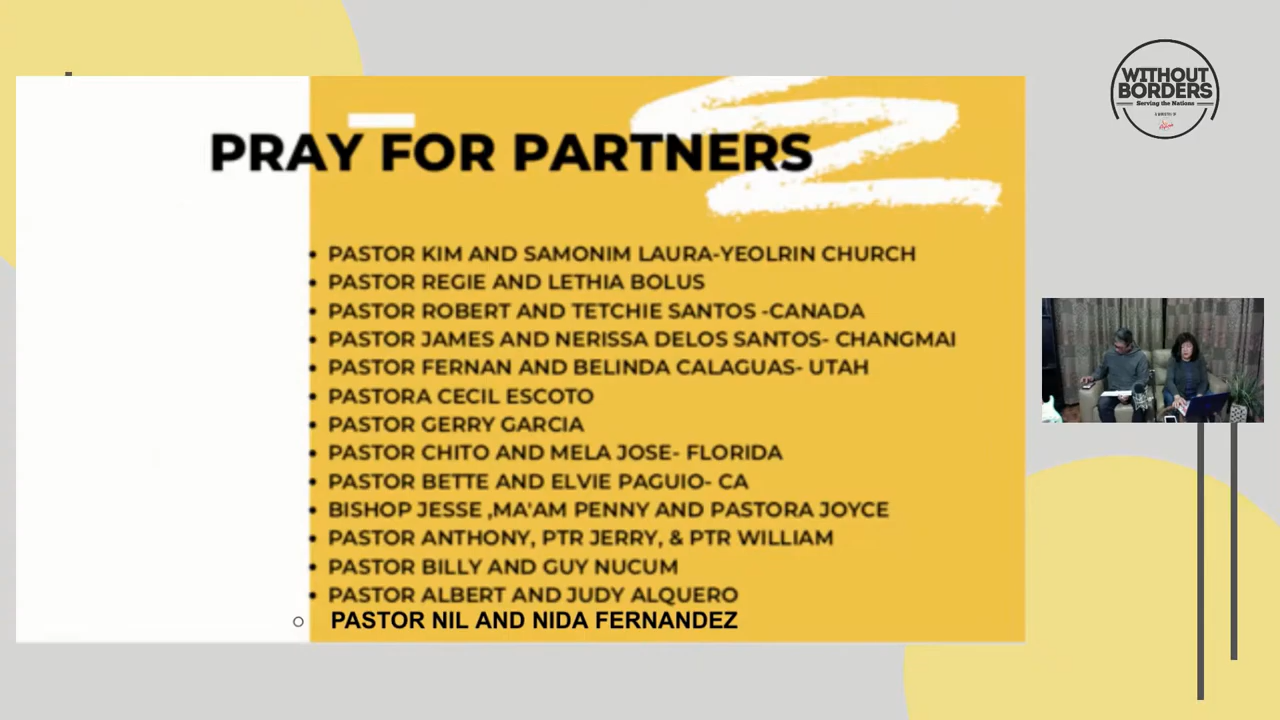 WITHOUT
BORDERS
Serving the Nations
A MINISTRY OF
PRAY FOR PARTNERS
• PASTOR KIM AND SAMONIM LAURA-YEOLRIN CHURCH
• PASTOR REGIE AND LETHIA BOLUS
• PASTOR ROBERT AND TETCHIE SANTOS -CANADA
• PASTOR JAMES AND NERISSA DELOS SANTOS- CHANGMAI
• PASTOR FERNAN AND BELINDA CALAGUAS- UTAH
• PASTORA CECIL ESCOTO
• PASTOR GERRY GARCIA
• PASTOR CHITO AND MELA JOSE- FLORIDA
• PASTOR BETTE AND ELVIE PAGUIO- CA
• BISHOP JESSE ,MA'AM PENNY AND PASTORA JOYCE
• PASTOR ANTHONY, PTR JERRY, & PTR WILLIAM
• PASTOR BILLY AND GUY NUCUM
• PASTOR ALBERT AND JUDY ALQUERO
○ PASTOR NIL AND NIDA FERNANDEZ